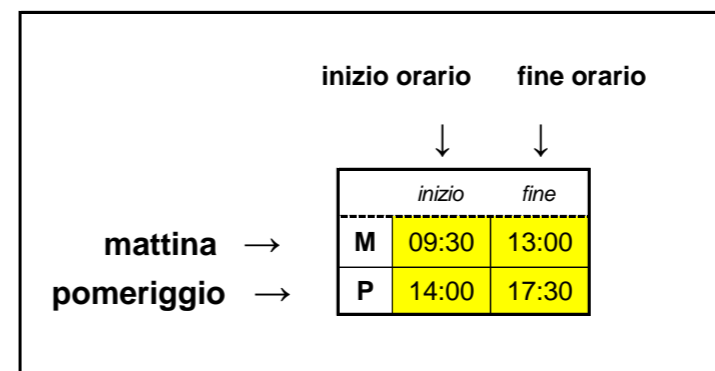 inizio orario fine orario
↓ ↓
inizio fine
mattina → M 09:30 13:00
pomeriggio → P 14:00 17:30